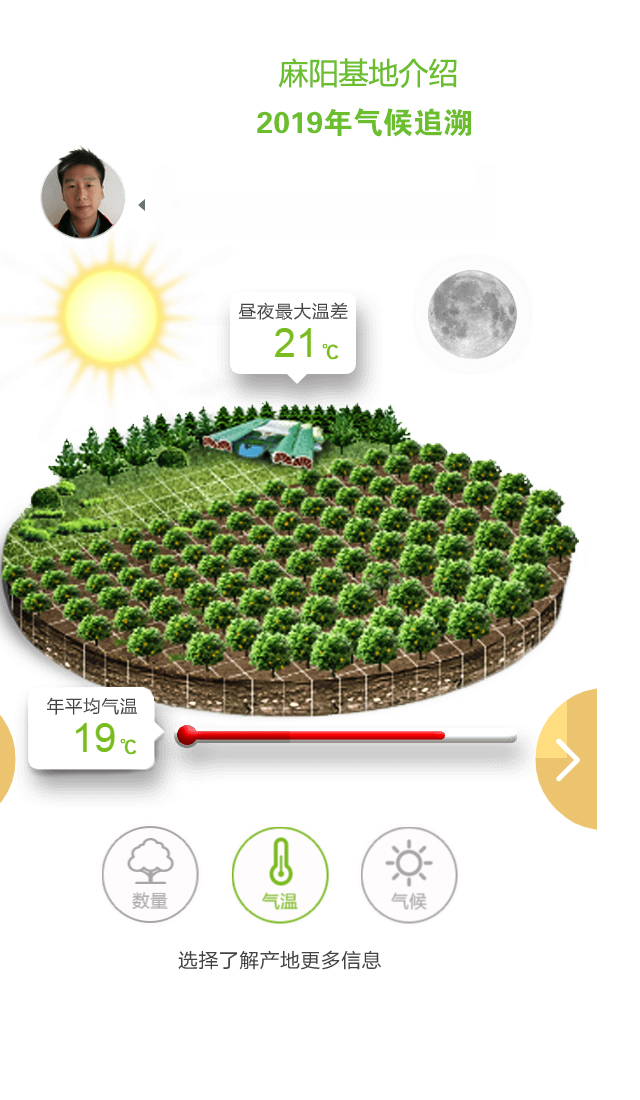 麻阳基地介绍
2019年气候追溯
昼夜最大温差
21℃
年平均气温
19℃
数量
气温
气候
选择了解产地更多信息